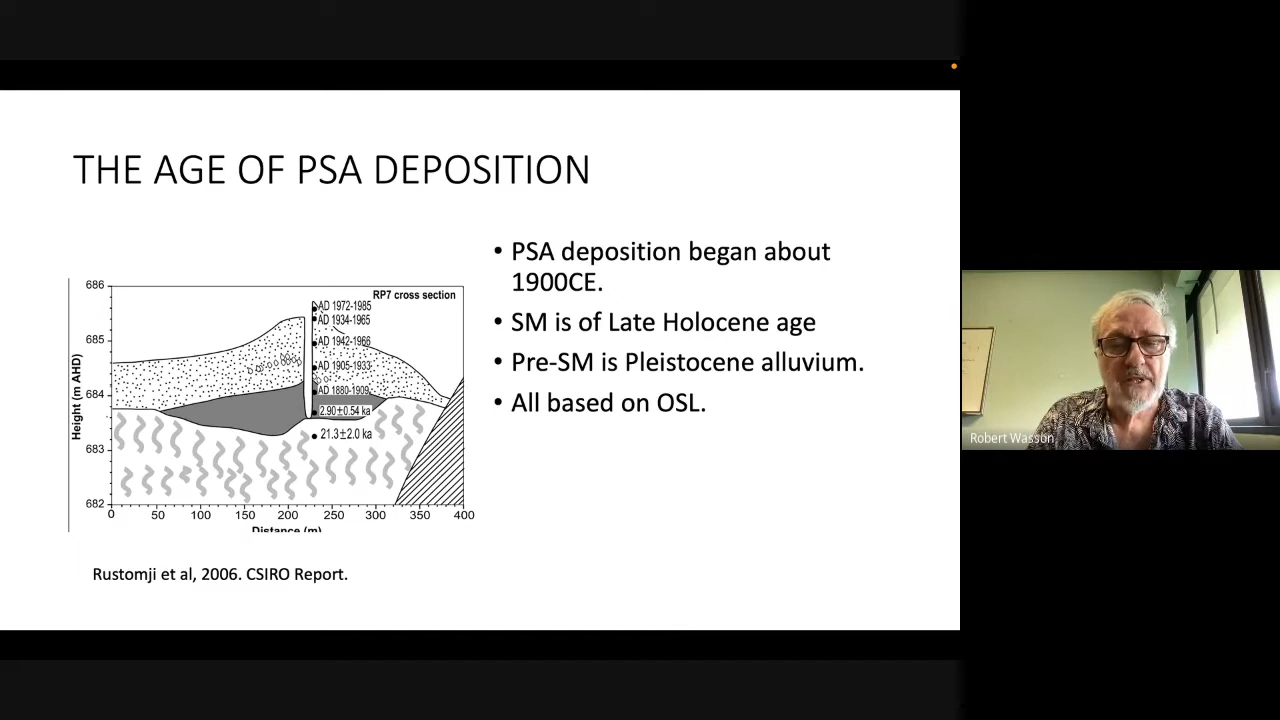 THE AGE OF PSA DEPOSITION
686
685
684
683
682
Height (m AHD)
RP7 cross section
AD 1972-1985
AD 1934-1965
AD 1942-1966
AD 1905-1933
AD 1880-1909
2.90±0.54 ka
21.3±2.0 ka
0 50 100 150 200 250 300 350 400
Distance (m)
Rustomji et al, 2006. CSIRO Report.
• PSA deposition began about
1900CE.
• SM is of Late Holocene age
• Pre-SM is Pleistocene alluvium.
• All based on OSL.
Robert Wasson